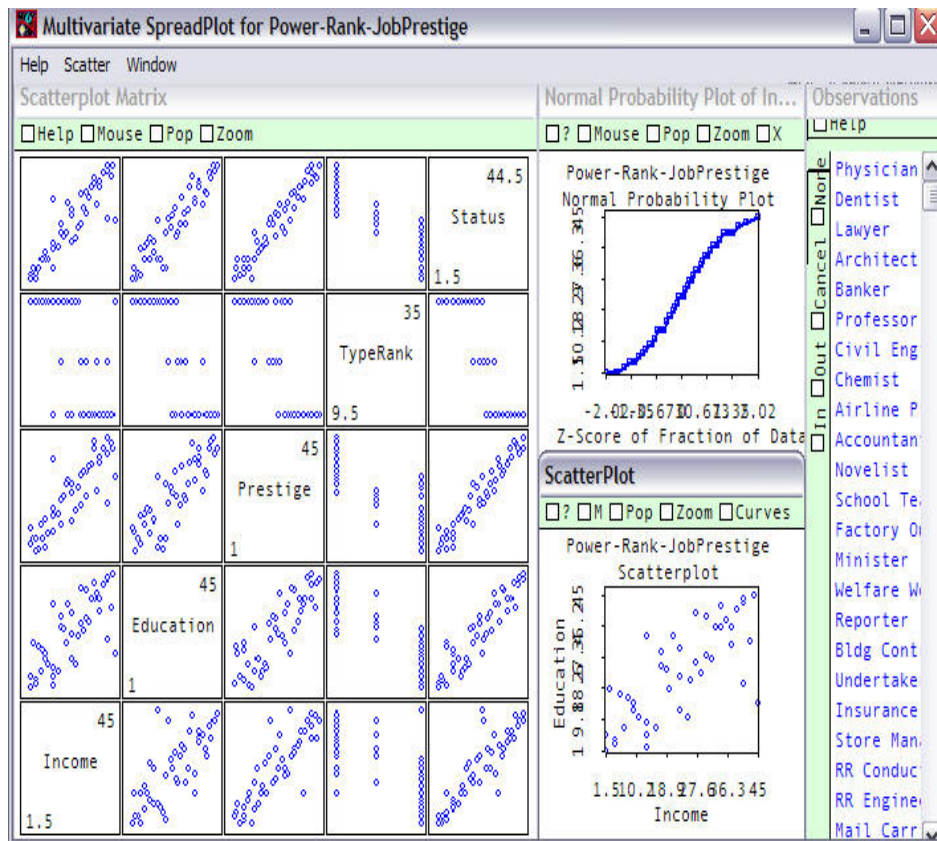 Multivariate SpreadPlot for Power-Rank-JobPrestige
Help Scatter Window
Scatterplot Matrix
Help Mouse Pop Zoom
44.5
Status
1.5
35
TypeRank
9.5
45
Prestige
1
45
Education
1
45
Income
1.5
Normal Probability Plot of In...
? Mouse Pop Zoom X
Power-Rank-JobPrestige
Normal Probability Plot
Z-Score of Fraction of Data
ScatterPlot
? M Pop Zoom Curves
Power-Rank-JobPrestige
Scatterplot
Education
Income
Observations
Help
In Out Cancel None
Physician
Dentist
Lawyer
Architect
Banker
Professor
Civil Eng
Chemist
Airline P
Accountan
Novelist
School Te
Factory O
Minister
Welfare W
Reporter
Bldg Cont
Undertake
Insurance
Store Man
RR Conduc
RR Engine
Mail Carr